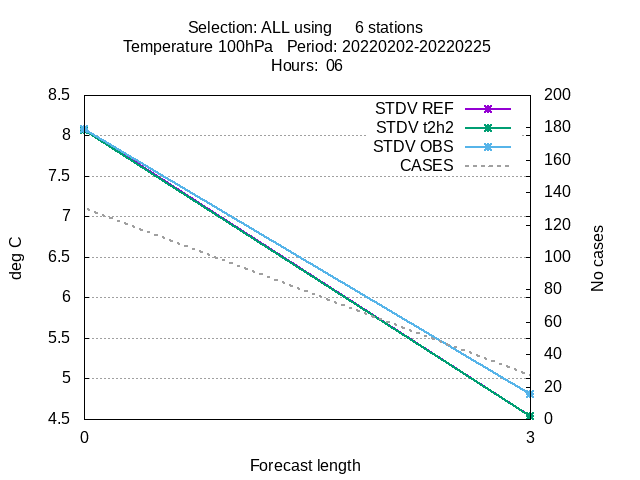 Selection: ALL using 6 stations
Temperature 100hPa Period: 20220202-20220225
Hours: 06
STDV REF
STDV t2h2
STDV OBS
CASES
8.5
8
7.5
7
6.5
6
5.5
5
4.5
200
180
160
140
120
100
80
60
40
20
0
deg C
No cases
0
3
Forecast length